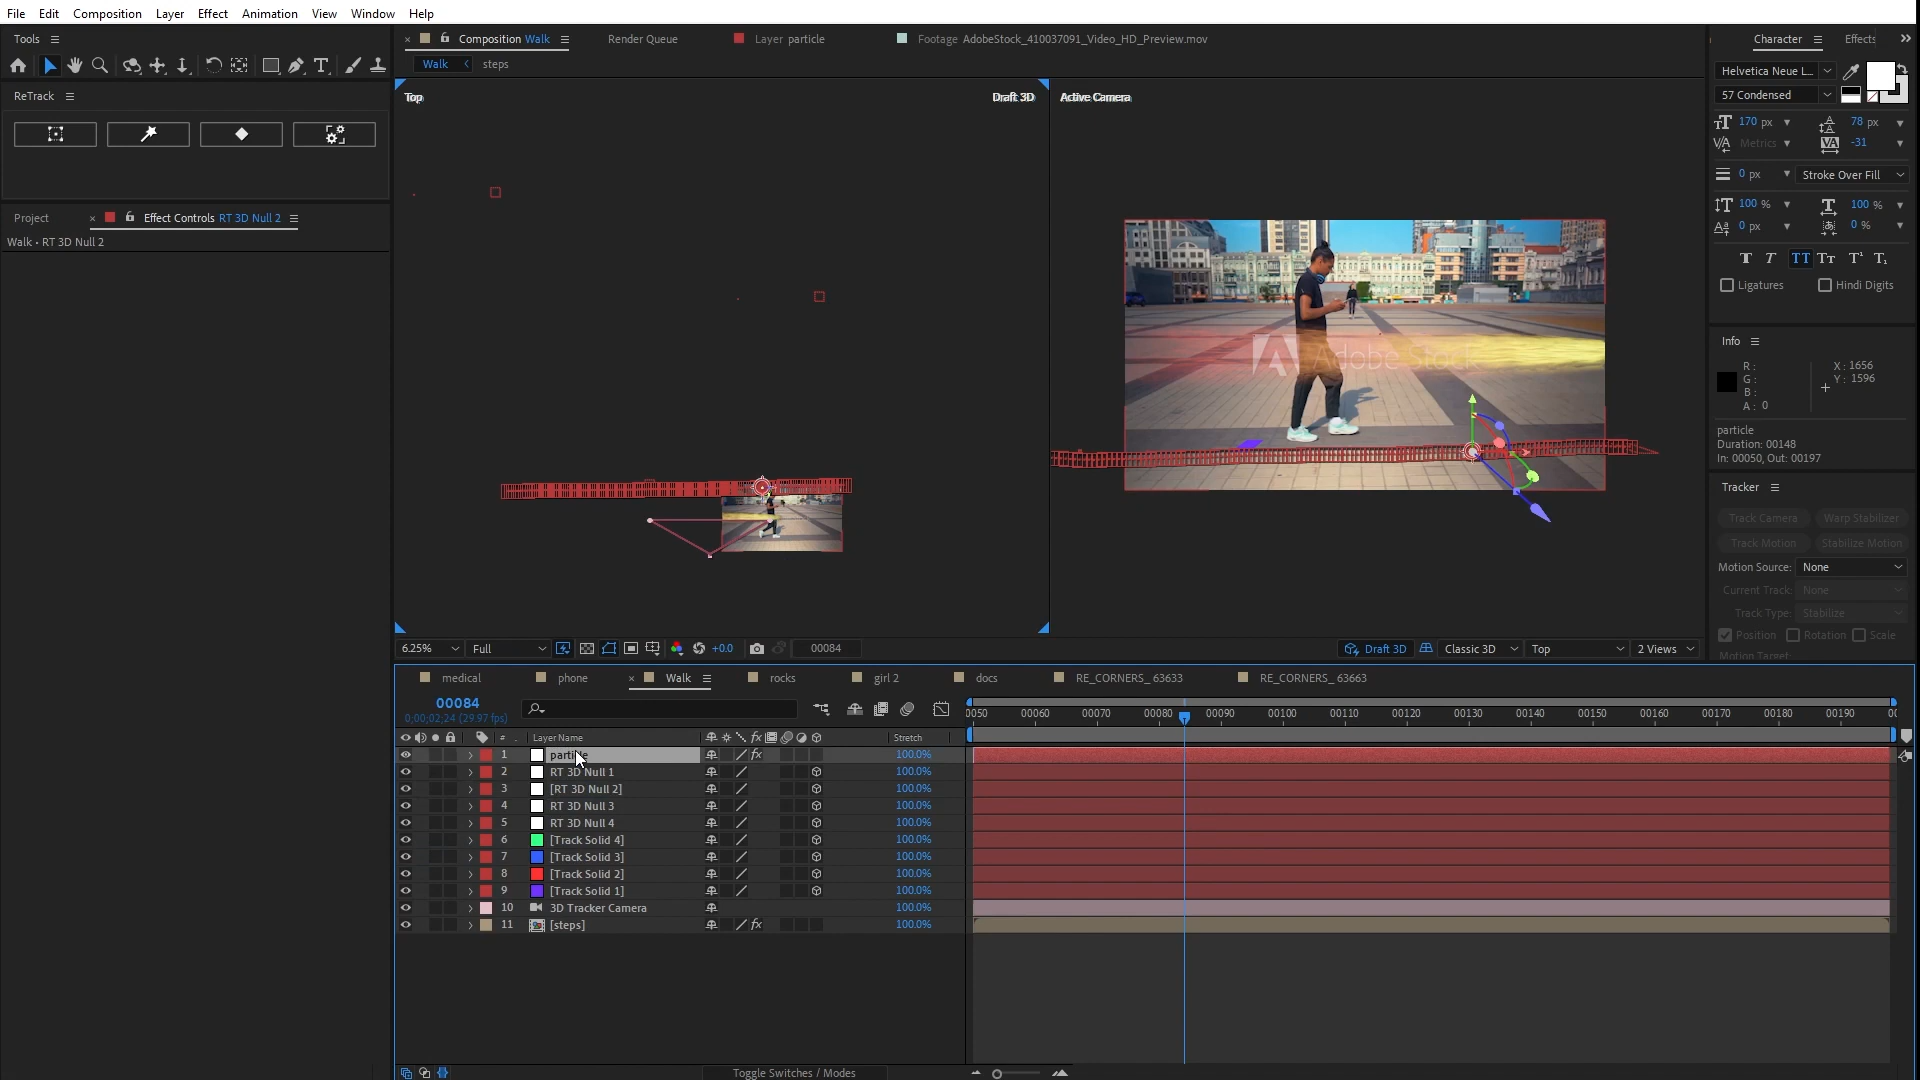 File Edit Composition Layer Effect Animation View Window Help
Tools
Composition Walk
Render Queue
Layer particle
Footage AdobeStock_410037091_Video_HD_Preview.mov
Character
Effects
Walk
steps
Helvetica Neue L...
57 Condensed
ReTrack
Top
Draft 3D
Active Camera
170 px
78 px
Metrics
-31
0 px
Stroke Over Fill
100 %
100 %
0 px
0 %
Ligatures
Hindi Digits
Project
Effect Controls RT 3D Null 2
Walk • RT 3D Null 2
Info
R :
G :
B :
A : 0
X : 1656
Y : 1596
particle
Duration: 00148
In: 00050, Out: 00197
Adobe Stock
Tracker
Track Camera
Warp Stabilizer
Track Motion
Stabilize Motion
Motion Source: None
Current Track: None
Track Type: Stabilize
Position
Rotation
Scale
Motion Target:
6.25%
Full
+0.0
00084
Draft 3D
Classic 3D
Top
2 Views
medical
phone
Walk
rocks
girl 2
docs
RE_CORNERS_ 63633
RE_CORNERS_ 63663
00084
0;00;02;24 (29.97 fps)
0050 00060 00070 00080 00090 00100 00110 00120 00130 00140 00150 00160 00170 00180 00190 00
# Layer Name
Stretch
1 particle 100.0%
2 RT 3D Null 1 100.0%
3 [RT 3D Null 2] 100.0%
4 RT 3D Null 3 100.0%
5 RT 3D Null 4 100.0%
6 [Track Solid 4] 100.0%
7 [Track Solid 3] 100.0%
8 [Track Solid 2] 100.0%
9 [Track Solid 1] 100.0%
10 3D Tracker Camera 100.0%
11 [steps] 100.0%
Toggle Switches / Modes